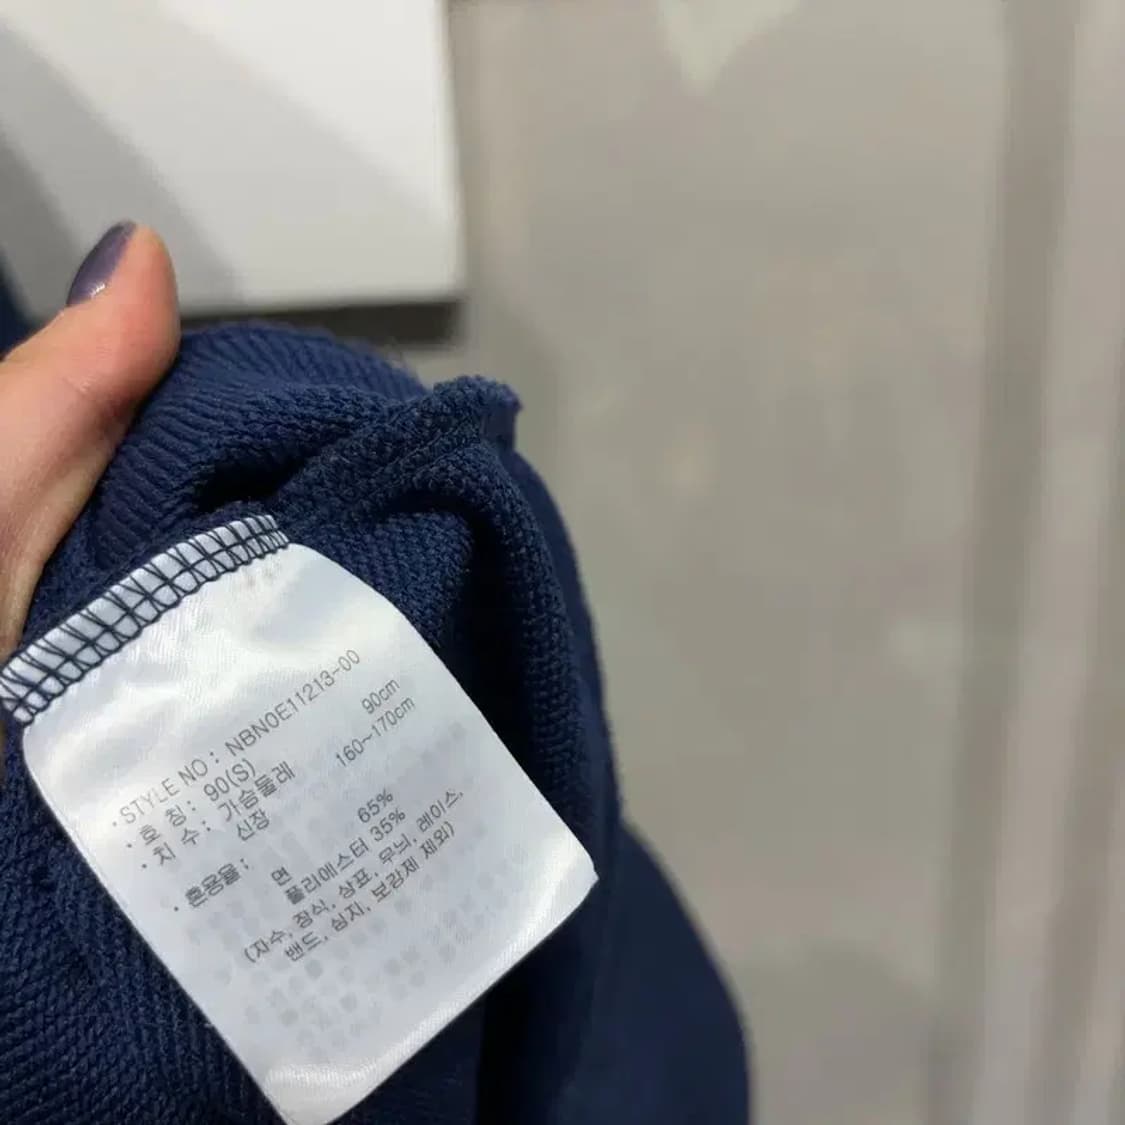 · STYLE NO : NBNOE11213-00
· 호 칭 : 90(S)
· 치 수 : 가슴둘레 90cm
신장 160~170cm
· 혼용율 : 면 65%
폴리에스터 35%
(자수, 장식, 상표, 무늬, 레이스,
밴드, 심지, 보강제 제외)